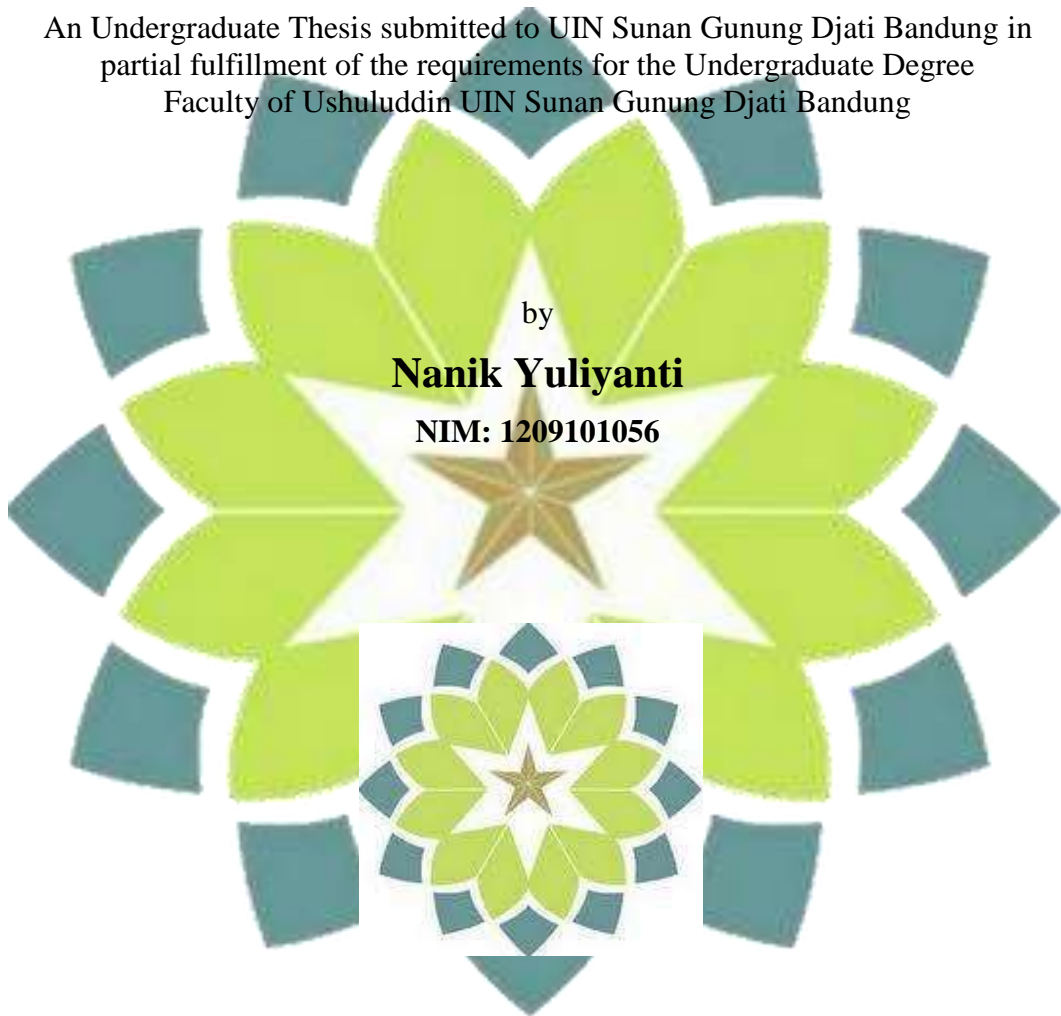 An Undergraduate Thesis submitted to UIN Sunan Gunung Djati Bandung in
partial fulfillment of the requirements for the Undergraduate Degree
Faculty of Ushuluddin UIN Sunan Gunung Djati Bandung
by
Nanik Yuliyanti
NIM: 1209101056